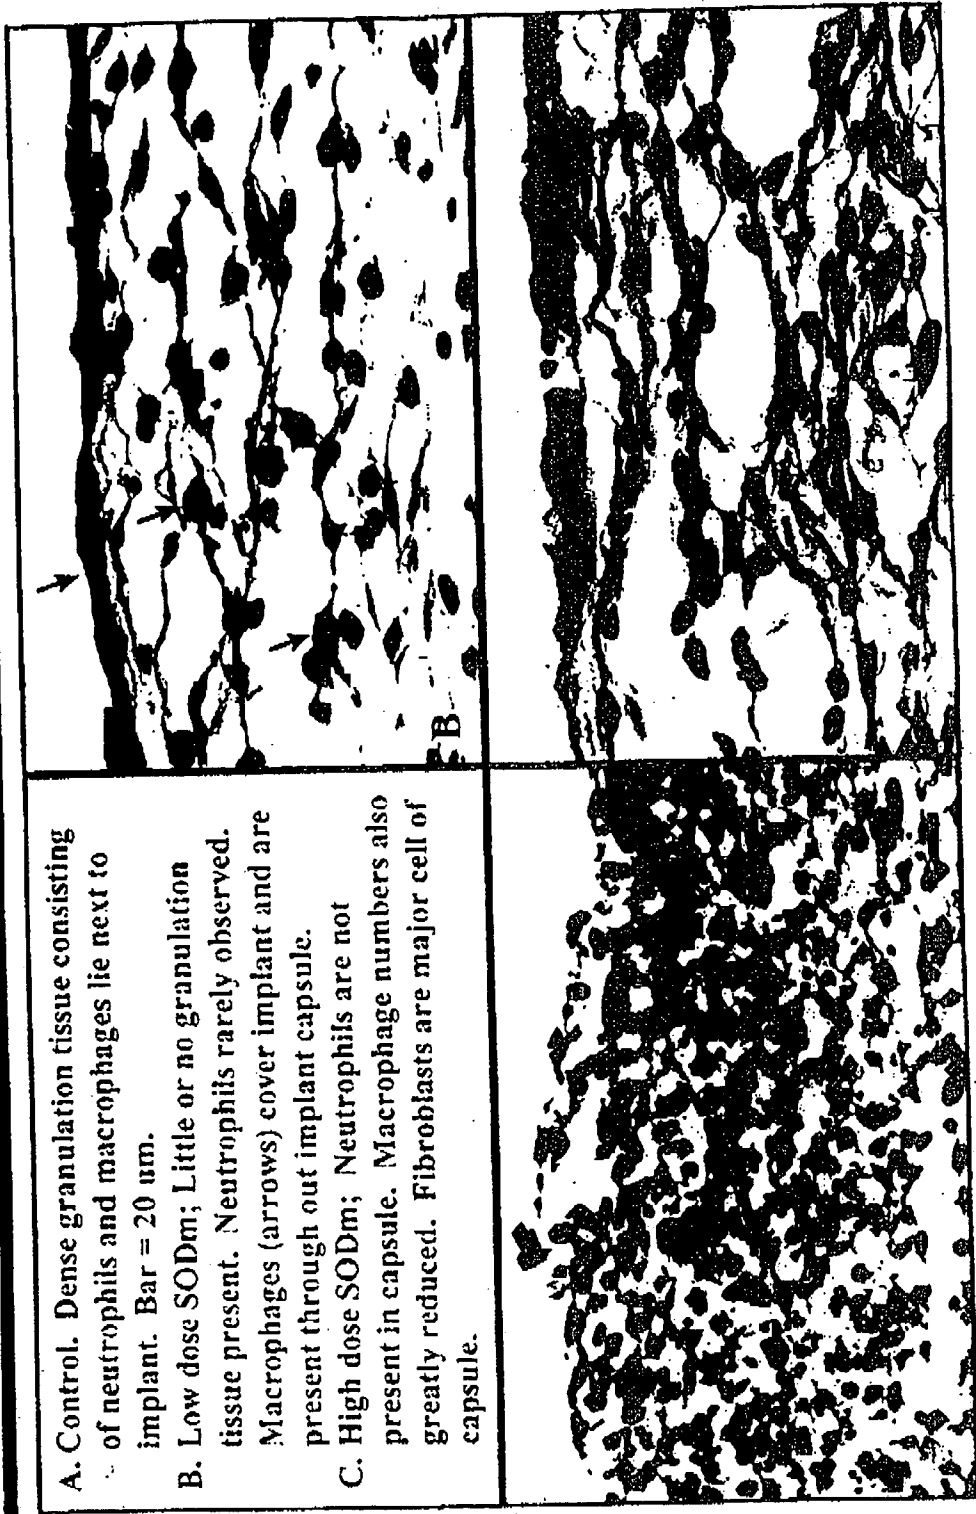 A. Control. Dense granulation tissue consisting
of neutrophils and macrophages lie next to
implant. Bar = 20 um.
B. Low dose SODm; Little or no granulation
tissue present. Neutrophils rarely observed.
Macrophages (arrows) cover implant and are
present through out implant capsule.
C. High dose SODm; Neutrophils are not
present in capsule. Macrophage numbers also
greatly reduced. Fibroblasts are major cell of
capsule.
B